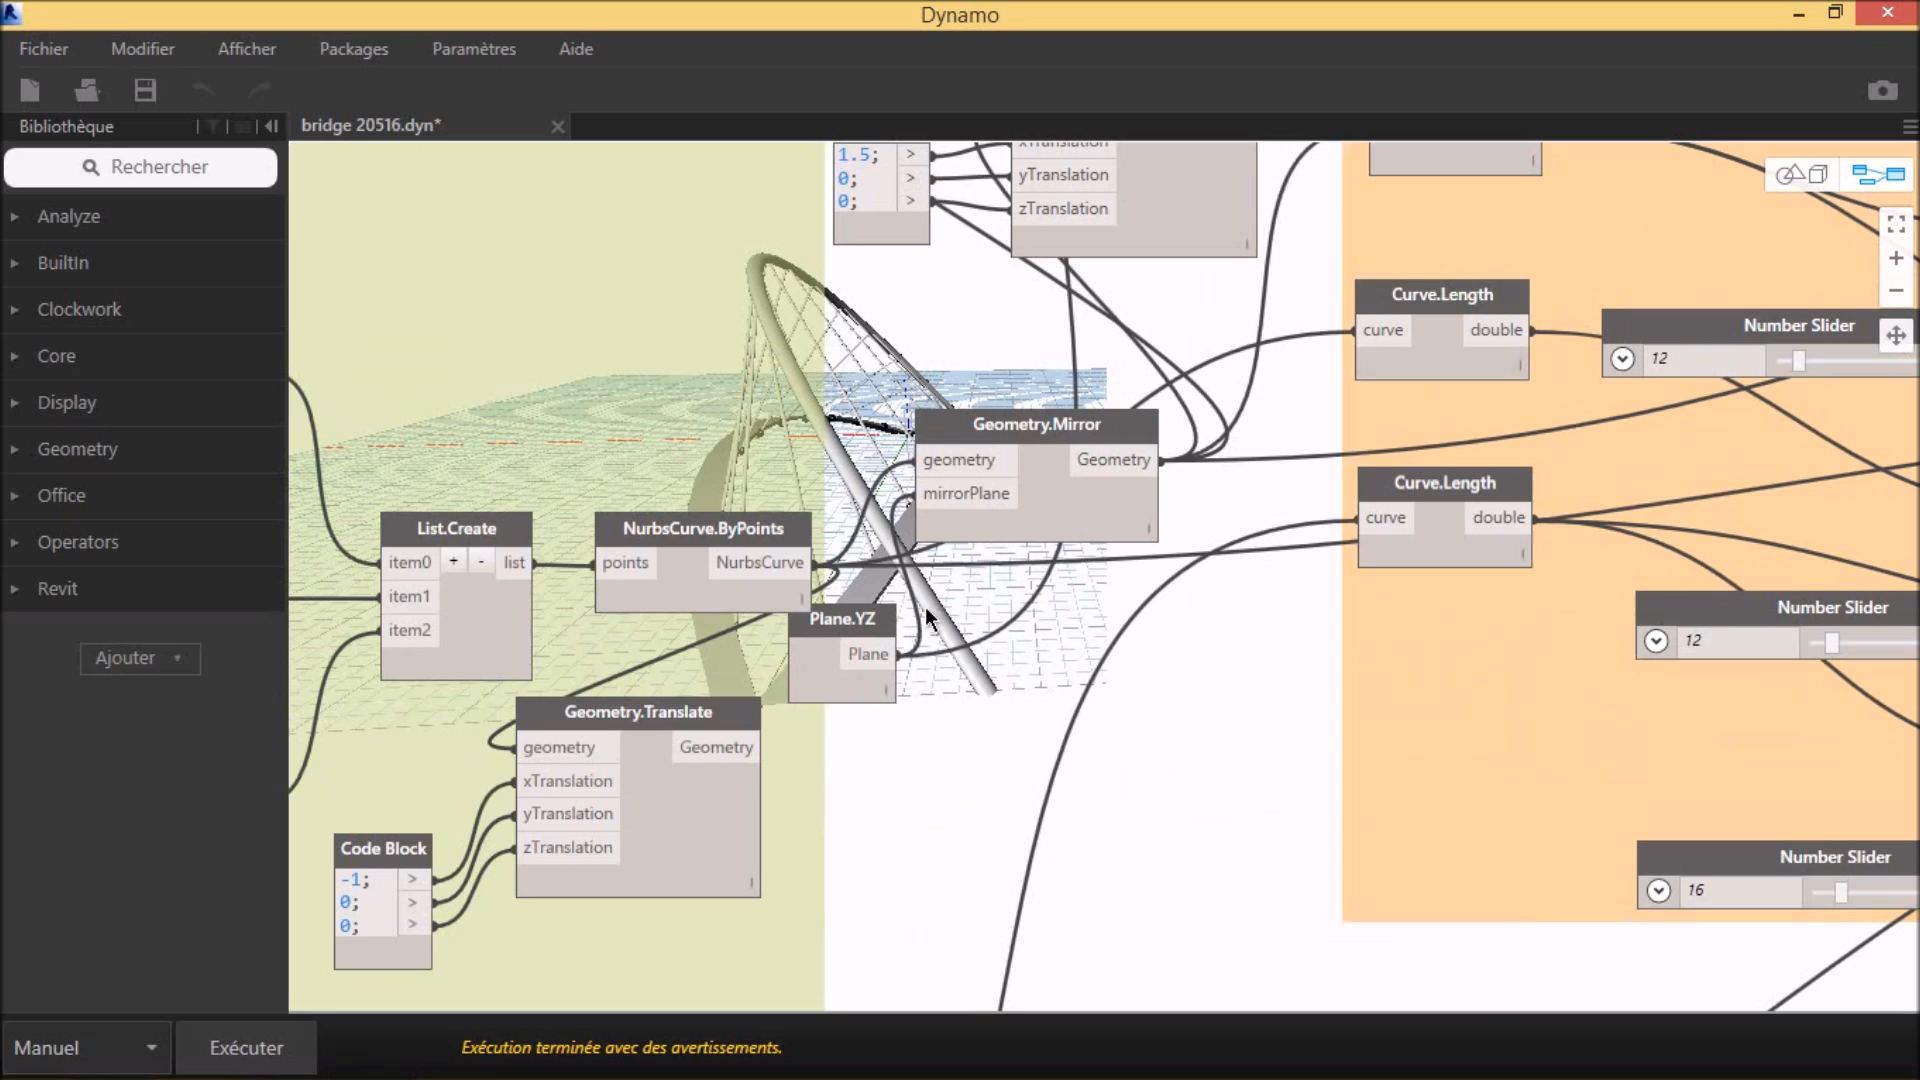 Dynamo
Fichier Modifier Afficher Packages Paramètres Aide
Bibliothèque
bridge 20516.dyn*
Rechercher
Analyze
BuiltIn
Clockwork
Core
Display
Geometry
Office
Operators
Revit
Ajouter
1.5; >
0; >
0; >
xTranslation
yTranslation
zTranslation
Curve.Length
curve double
Number Slider
12
Geometry.Mirror
geometry Geometry
mirrorPlane
Curve.Length
curve double
List.Create
item0 + - list
item1
item2
NurbsCurve.ByPoints
points NurbsCurve
Plane.YZ
Plane
Number Slider
12
Geometry.Translate
geometry Geometry
xTranslation
yTranslation
zTranslation
Code Block
-1; >
0; >
0; >
Number Slider
16
Manuel
Exécuter
Exécution terminée avec des avertissements.